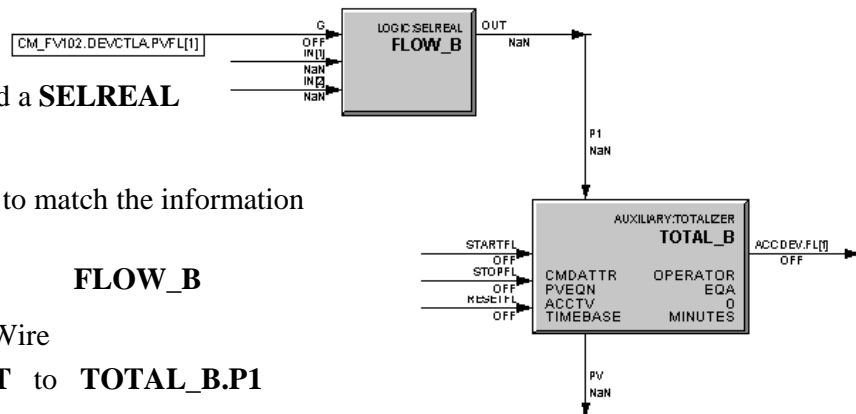 G
LOGIC:SELREAL
OUT
CM_FV102.DEVCTLA.PVFL[1]
OFF
FLOW_B
NaN
IN[1]
NaN
IN[2]
NaN
d a SELREAL
P1
NaN
to match the information
AUXILIARY:TOTALIZER
TOTAL_B
STARTFL
OFF
ACCDEV.FL[1]
OFF
STOPFL
OFF
CMDATTR OPERATOR
FLOW_B
PVEQN EQA
RESETFL
OFF
ACCTV 0
TIMEBASE MINUTES
Wire
T to TOTAL_B.P1
PV
NaN